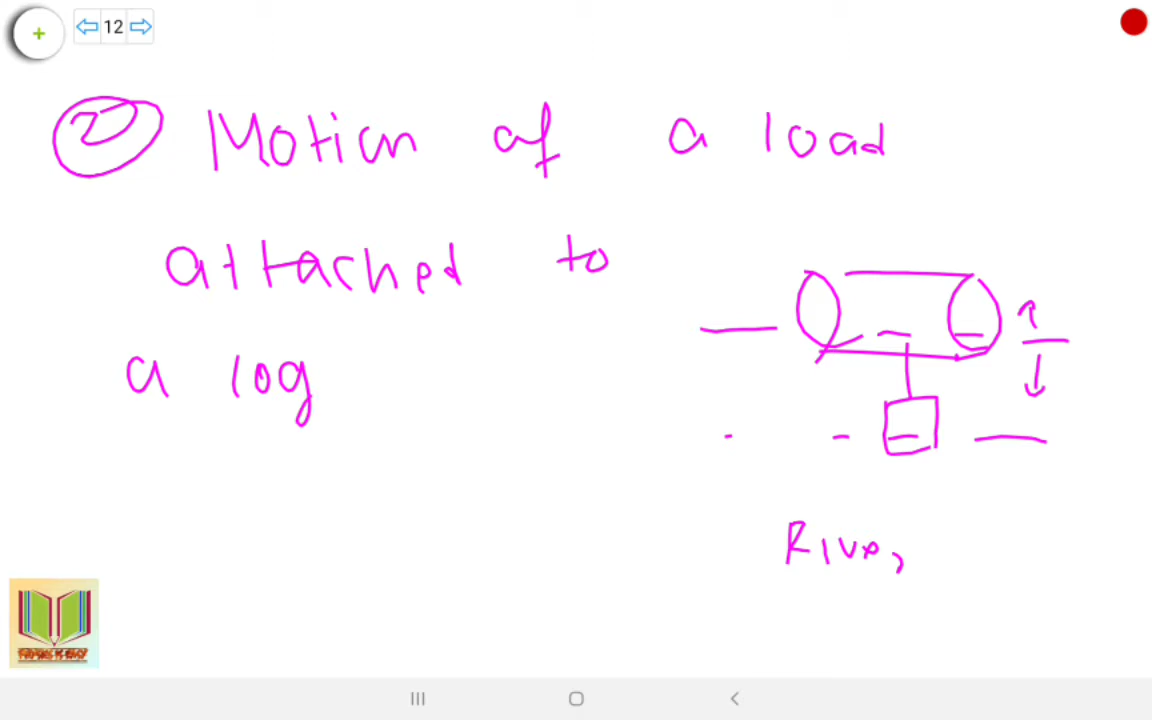 12
2 Motion of a load
attached to
a log
River